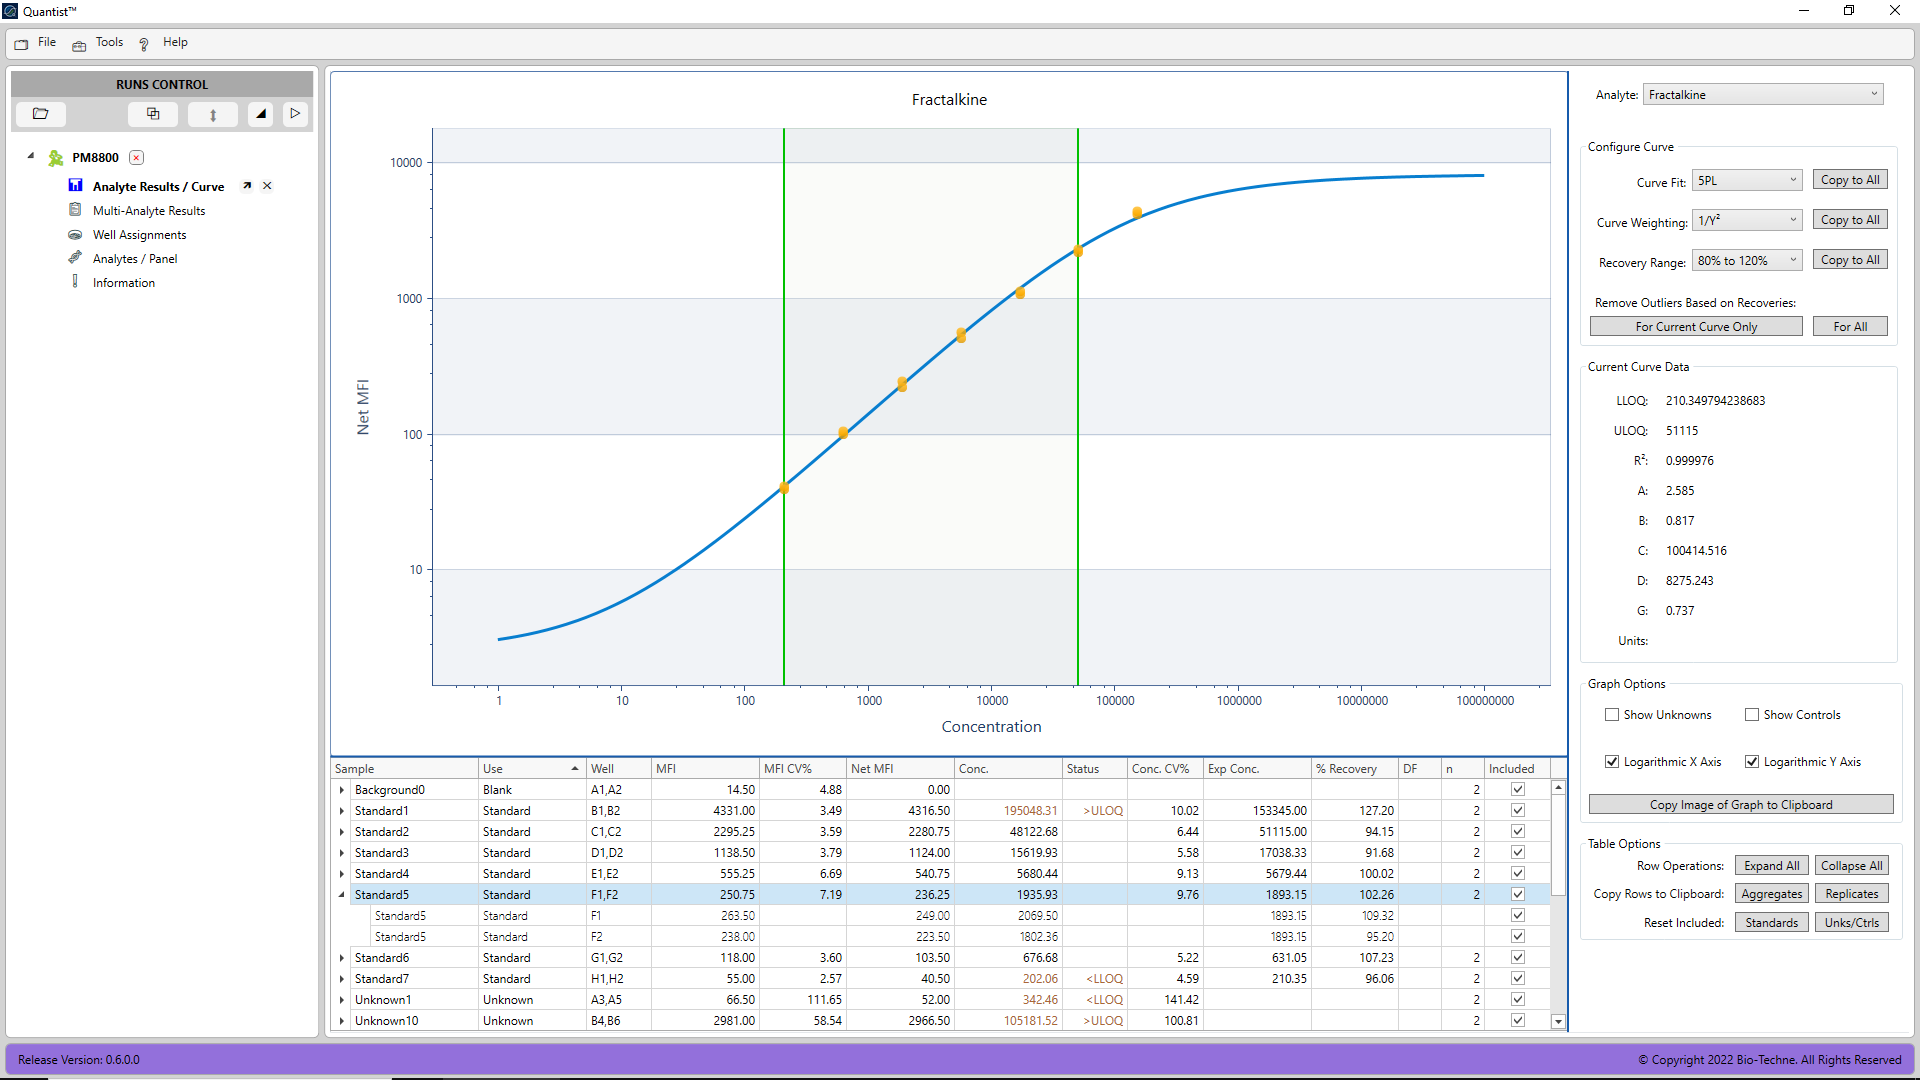 Quantist™
File Tools Help
RUNS CONTROL
PM8800
Analyte Results / Curve
Multi-Analyte Results
Well Assignments
Analytes / Panel
Information
Fractalkine
10000
1000
100
10
Net MFI
1 10 100 1000 10000 100000 1000000 10000000 100000000
Concentration
Sample Use Well MFI MFI CV% Net MFI Conc. Status Conc. CV% Exp Conc. % Recovery DF n Included
Background0 Blank A1,A2 14.50 4.88 0.00 2
Standard1 Standard B1,B2 4331.00 3.49 4316.50 195048.31 >ULOQ 10.02 153345.00 127.20 2
Standard2 Standard C1,C2 2295.25 3.59 2280.75 48122.68 6.44 51115.00 94.15 2
Standard3 Standard D1,D2 1138.50 3.79 1124.00 15619.93 5.58 17038.33 91.68 2
Standard4 Standard E1,E2 555.25 6.69 540.75 5680.44 9.13 5679.44 100.02 2
Standard5 Standard F1,F2 250.75 7.19 236.25 1935.93 9.76 1893.15 102.26 2
Standard5 Standard F1 263.50 249.00 2069.50 1893.15 109.32
Standard5 Standard F2 238.00 223.50 1802.36 1893.15 95.20
Standard6 Standard G1,G2 118.00 3.60 103.50 676.68 5.22 631.05 107.23 2
Standard7 Standard H1,H2 55.00 2.57 40.50 202.06 <LLOQ 4.59 210.35 96.06 2
Unknown1 Unknown A3,A5 66.50 111.65 52.00 342.46 <LLOQ 141.42 2
Unknown10 Unknown B4,B6 2981.00 58.54 2966.50 105181.52 >ULOQ 100.81 2
Analyte: Fractalkine
Configure Curve
Curve Fit: 5PL Copy to All
Curve Weighting: 1/Y² Copy to All
Recovery Range: 80% to 120% Copy to All
Remove Outliers Based on Recoveries:
For Current Curve Only For All
Current Curve Data
LLOQ: 210.349794238683
ULOQ: 51115
R²: 0.999976
A: 2.585
B: 0.817
C: 100414.516
D: 8275.243
G: 0.737
Units:
Graph Options
Show Unknowns Show Controls
Logarithmic X Axis Logarithmic Y Axis
Copy Image of Graph to Clipboard
Table Options
Row Operations: Expand All Collapse All
Copy Rows to Clipboard: Aggregates Replicates
Reset Included: Standards Unks/Ctrls
Release Version: 0.6.0.0
© Copyright 2022 Bio-Techne. All Rights Reserved